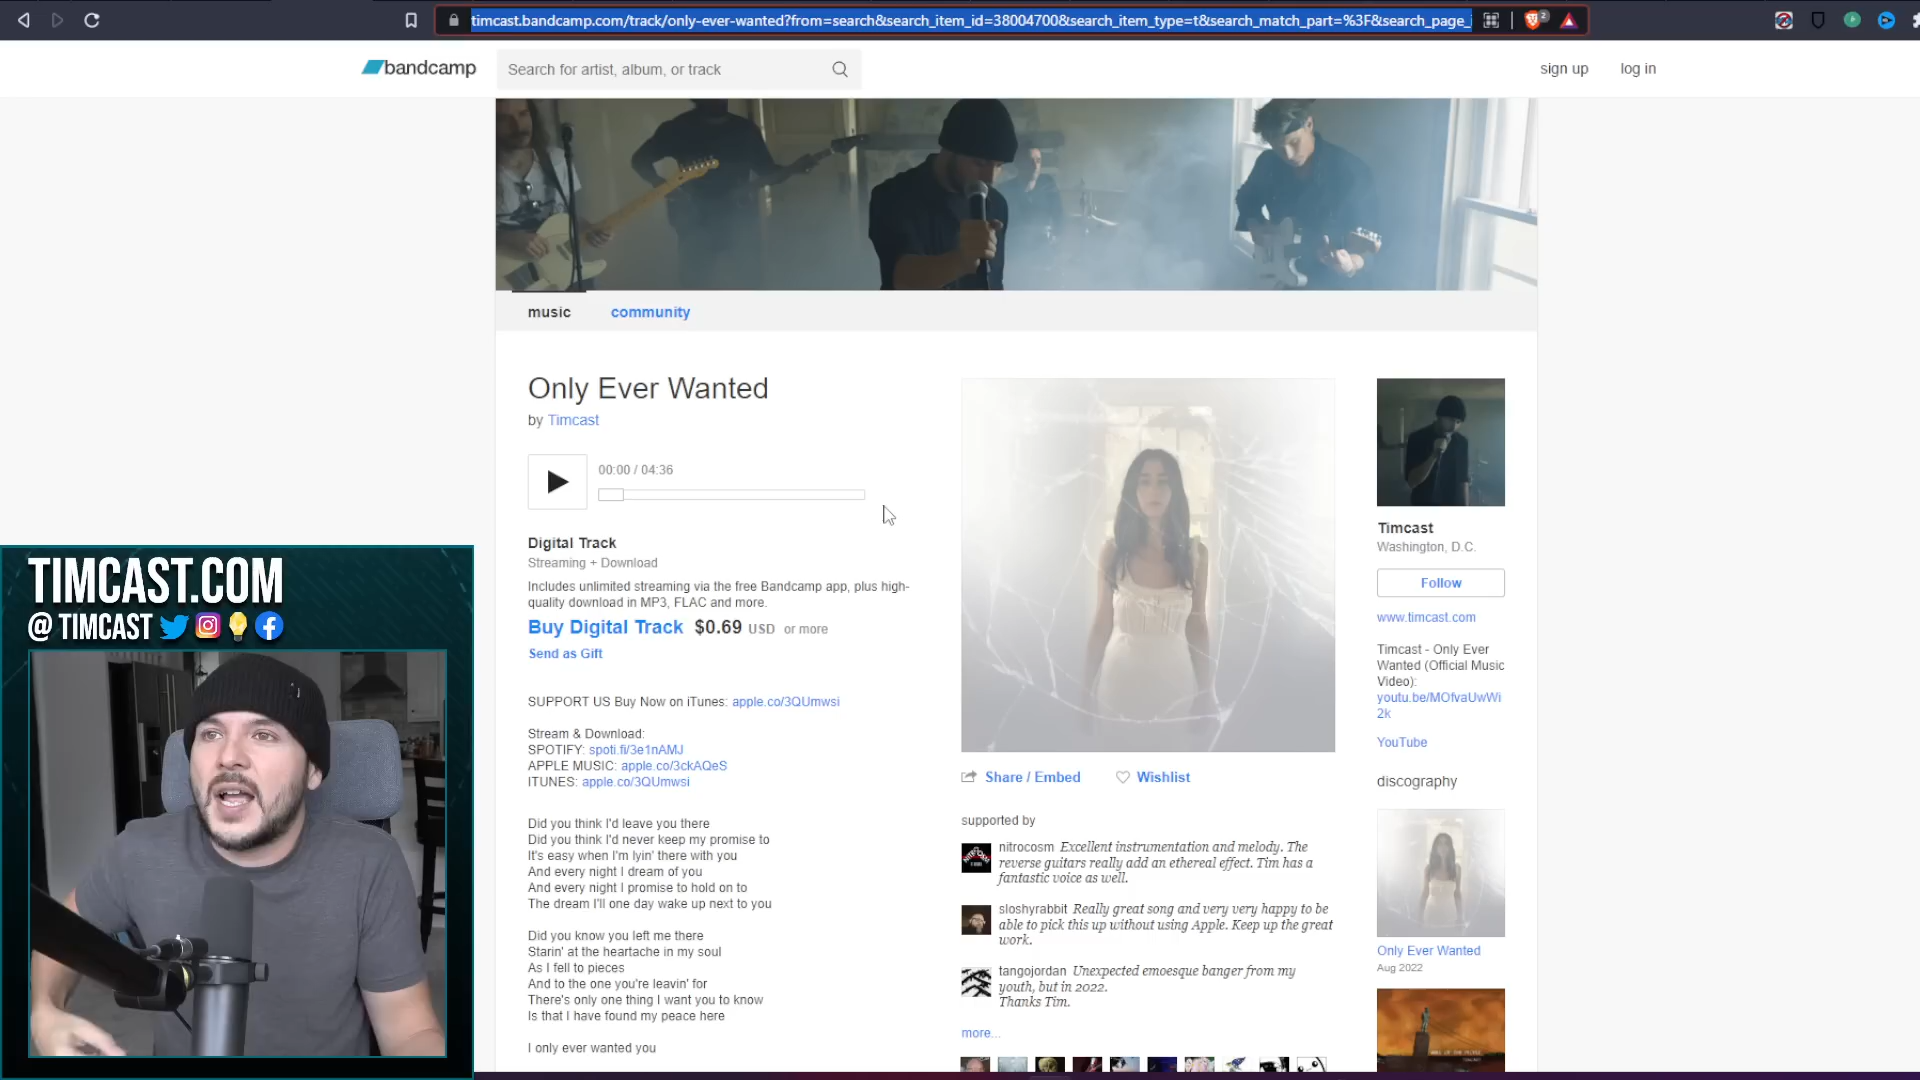 timcast.bandcamp.com/track/only-ever-wanted?from=search&search_item_id=38004700&search_item_type=t&search_match_part=%3F&search_page_
2
bandcamp
Search for artist, album, or track
sign up
log in
music
community
Only Ever Wanted
by Timcast
00:00 / 04:36
Digital Track
Streaming + Download
Includes unlimited streaming via the free Bandcamp app, plus high-
quality download in MP3, FLAC and more.
Buy Digital Track $0.69 USD or more
Send as Gift
SUPPORT US Buy Now on iTunes: apple.co/3QUmwsi
Stream & Download:
SPOTIFY: spoti.fi/3e1nAMJ
APPLE MUSIC: apple.co/3ckAQeS
ITUNES: apple.co/3QUmwsi
Did you think I'd leave you there
Did you think I'd never keep my promise to
It's easy when I'm lyin' there with you
And every night I dream of you
And every night I promise to hold on to
The dream I'll one day wake up next to you
Did you know you left me there
Starin' at the heartache in my soul
As I fell to pieces
And to the one you're leavin' for
There's only one thing I want you to know
Is that I have found my peace here
I only ever wanted you
Share / Embed
Wishlist
supported by
nitrocosm Excellent instrumentation and melody. The
reverse guitars really add an ethereal effect. Tim has a
fantastic voice as well.
sloshyrabbit Really great song and very very happy to be
able to pick this up without using Apple. Keep up the great
work.
tangojordan Unexpected emoesque banger from my
youth, but in 2022.
Thanks Tim.
more...
Timcast
Washington, D.C.
Follow
www.timcast.com
Timcast - Only Ever
Wanted (Official Music
Video):
youtu.be/MOfvaUwWi
2k
YouTube
discography
Only Ever Wanted
Aug 2022
TIMCAST.COM
@ TIMCAST